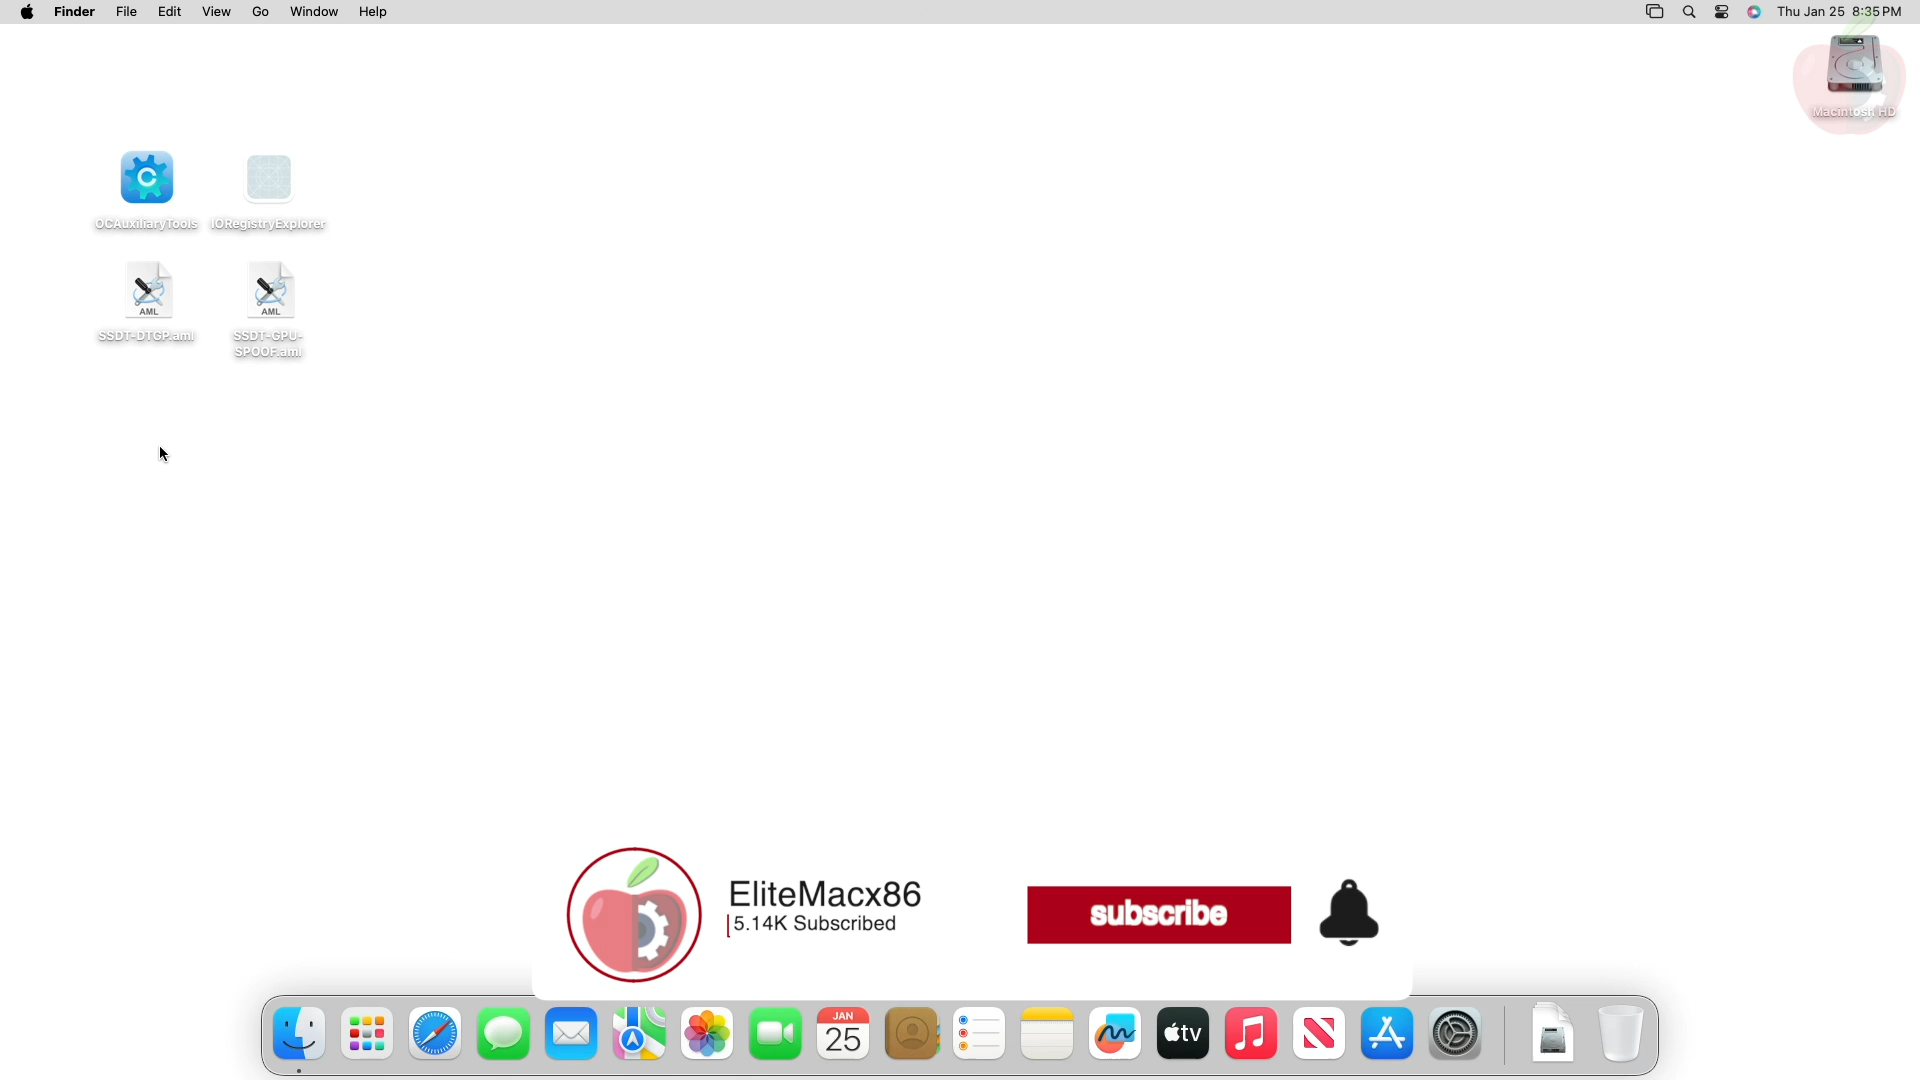 Finder File Edit View Go Window Help
Thu Jan 25 8:35 PM
Macintosh HD
OCAuxiliaryTools
IORegistryExplorer
AML
AML
SSDT-DTGP.aml
SSDT-GPU-
SPOOF.aml
EliteMacx86
5.14K Subscribed
subscribe
JAN
25
tv